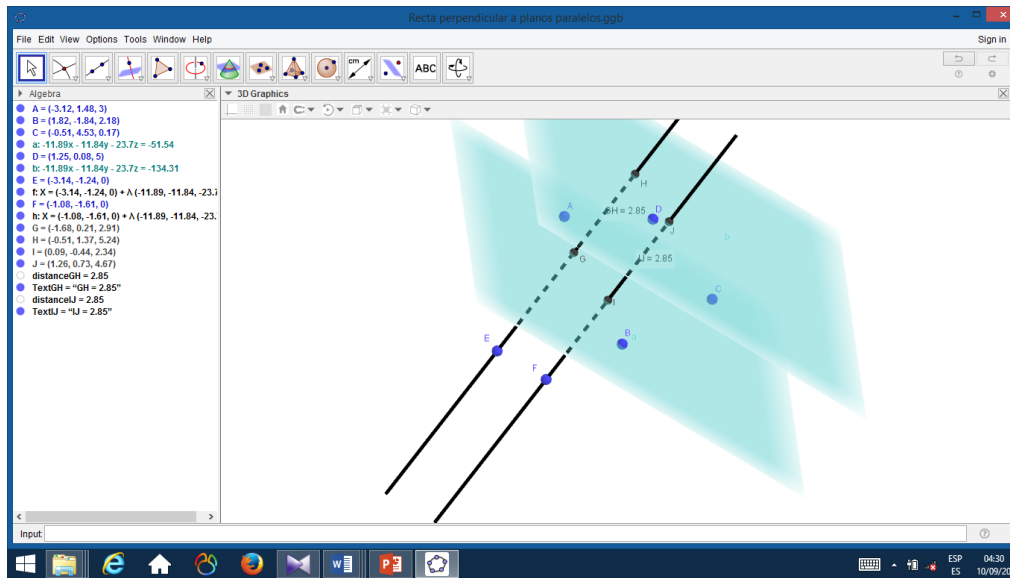 Recta perpendicular a planos paralelos.ggb
File Edit View Options Tools Window Help
Sign in
cm
ABC
Algebra
3D Graphics
A = (-3.12, 1.48, 3)
B = (1.82, -1.84, 2.18)
C = (-0.51, 4.53, 0.17)
a: -11.89x - 11.84y - 23.7z = -51.54
D = (1.25, 0.08, 5)
b: -11.89x - 11.84y - 23.7z = -134.31
E = (-3.14, -1.24, 0)
f: X = (-3.14, -1.24, 0) + λ (-11.89, -11.84, -23.7
F = (-1.08, -1.61, 0)
h: X = (-1.08, -1.61, 0) + λ (-11.89, -11.84, -23.
G = (-1.68, 0.21, 2.91)
H = (-0.51, 1.37, 5.24)
I = (0.09, -0.44, 2.34)
J = (1.26, 0.73, 4.67)
distanceGH = 2.85
TextGH = “GH = 2.85”
distanceIJ = 2.85
TextIJ = “IJ = 2.85”
H
A
GH = 2.85
D
J
b
G
IJ = 2.85
C
I
B
a
E
F
Input:
ESP
ES
04:30
10/09/20